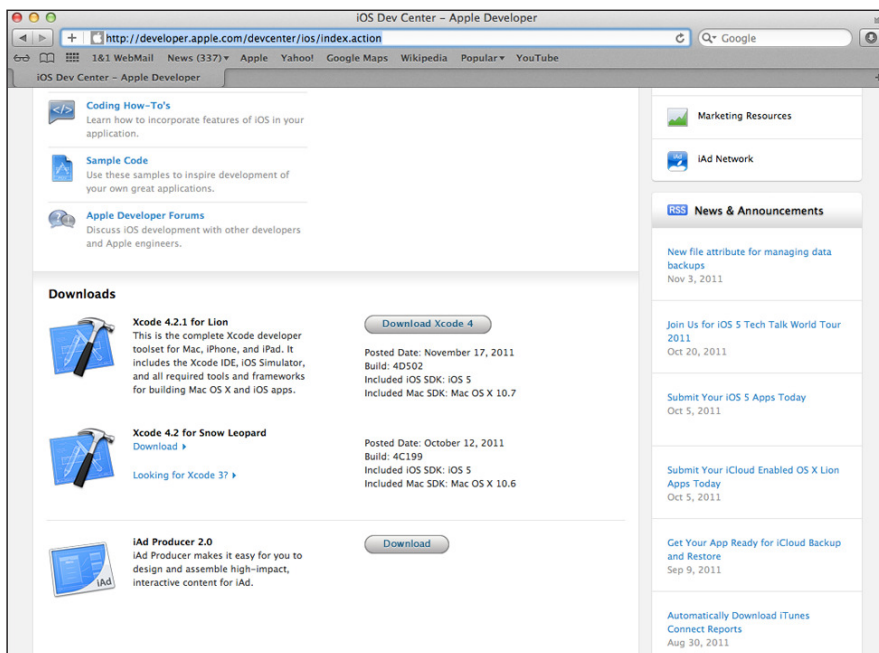 iOS Dev Center – Apple Developer
http://developer.apple.com/devcenter/ios/index.action
Google
1&1 WebMail News (337) Apple Yahoo! Google Maps Wikipedia Popular YouTube
iOS Dev Center – Apple Developer
Coding How-To's
Learn how to incorporate features of iOS in your
application.
Sample Code
Use these samples to inspire development of
your own great applications.
Apple Developer Forums
Discuss iOS development with other developers
and Apple engineers.
Downloads
Xcode 4.2.1 for Lion
This is the complete Xcode developer
toolset for Mac, iPhone, and iPad. It
includes the Xcode IDE, iOS Simulator,
and all required tools and frameworks
for building Mac OS X and iOS apps.
Download Xcode 4
Posted Date: November 17, 2011
Build: 4D502
Included iOS SDK: iOS 5
Included Mac SDK: Mac OS X 10.7
Xcode 4.2 for Snow Leopard
Download
Looking for Xcode 3?
Posted Date: October 12, 2011
Build: 4C199
Included iOS SDK: iOS 5
Included Mac SDK: Mac OS X 10.6
iAd
iAd Producer 2.0
iAd Producer makes it easy for you to
design and assemble high-impact,
interactive content for iAd.
Download
Marketing Resources
iAd
iAd Network
RSS News & Announcements
New file attribute for managing data
backups
Nov 3, 2011
Join Us for iOS 5 Tech Talk World Tour
2011
Oct 20, 2011
Submit Your iOS 5 Apps Today
Oct 5, 2011
Submit Your iCloud Enabled OS X Lion
Apps Today
Oct 5, 2011
Get Your App Ready for iCloud Backup
and Restore
Sep 9, 2011
Automatically Download iTunes
Connect Reports
Aug 30, 2011